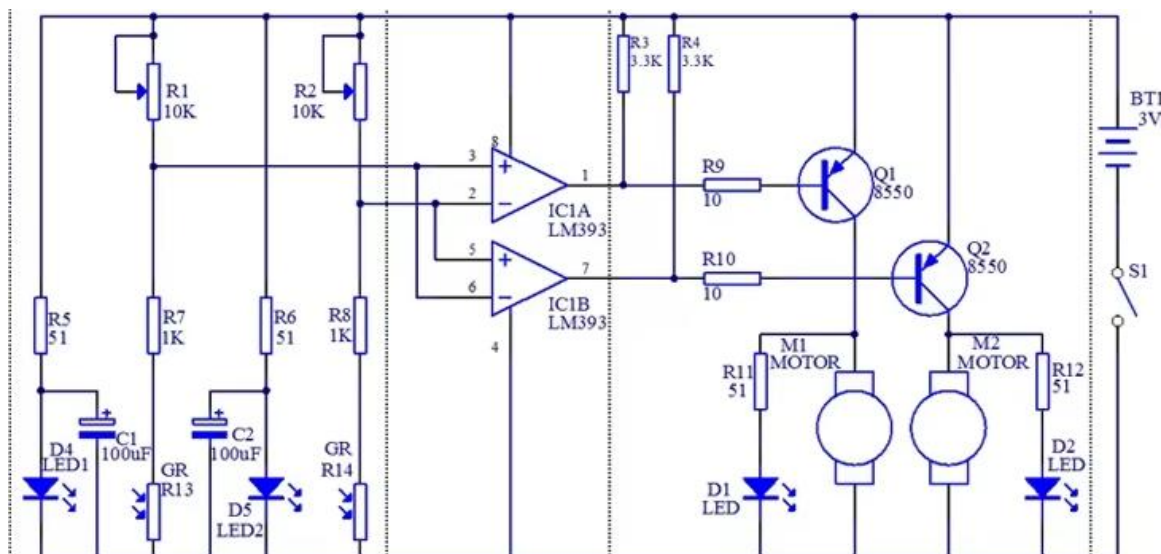 R1
10K
R2
10K
R3
3.3K
R4
3.3K
BT1
3V
8
3
1
2
IC1A
LM393
R9
10
Q1
8550
5
7
6
IC1B
LM393
R10
10
Q2
8550
S1
R5
51
R7
1K
R6
51
R8
1K
4
M1
MOTOR
M2
MOTOR
R11
51
R12
51
C1
100uF
C2
100uF
D4
LED1
GR
R13
D5
LED2
GR
R14
D1
LED
D2
LED